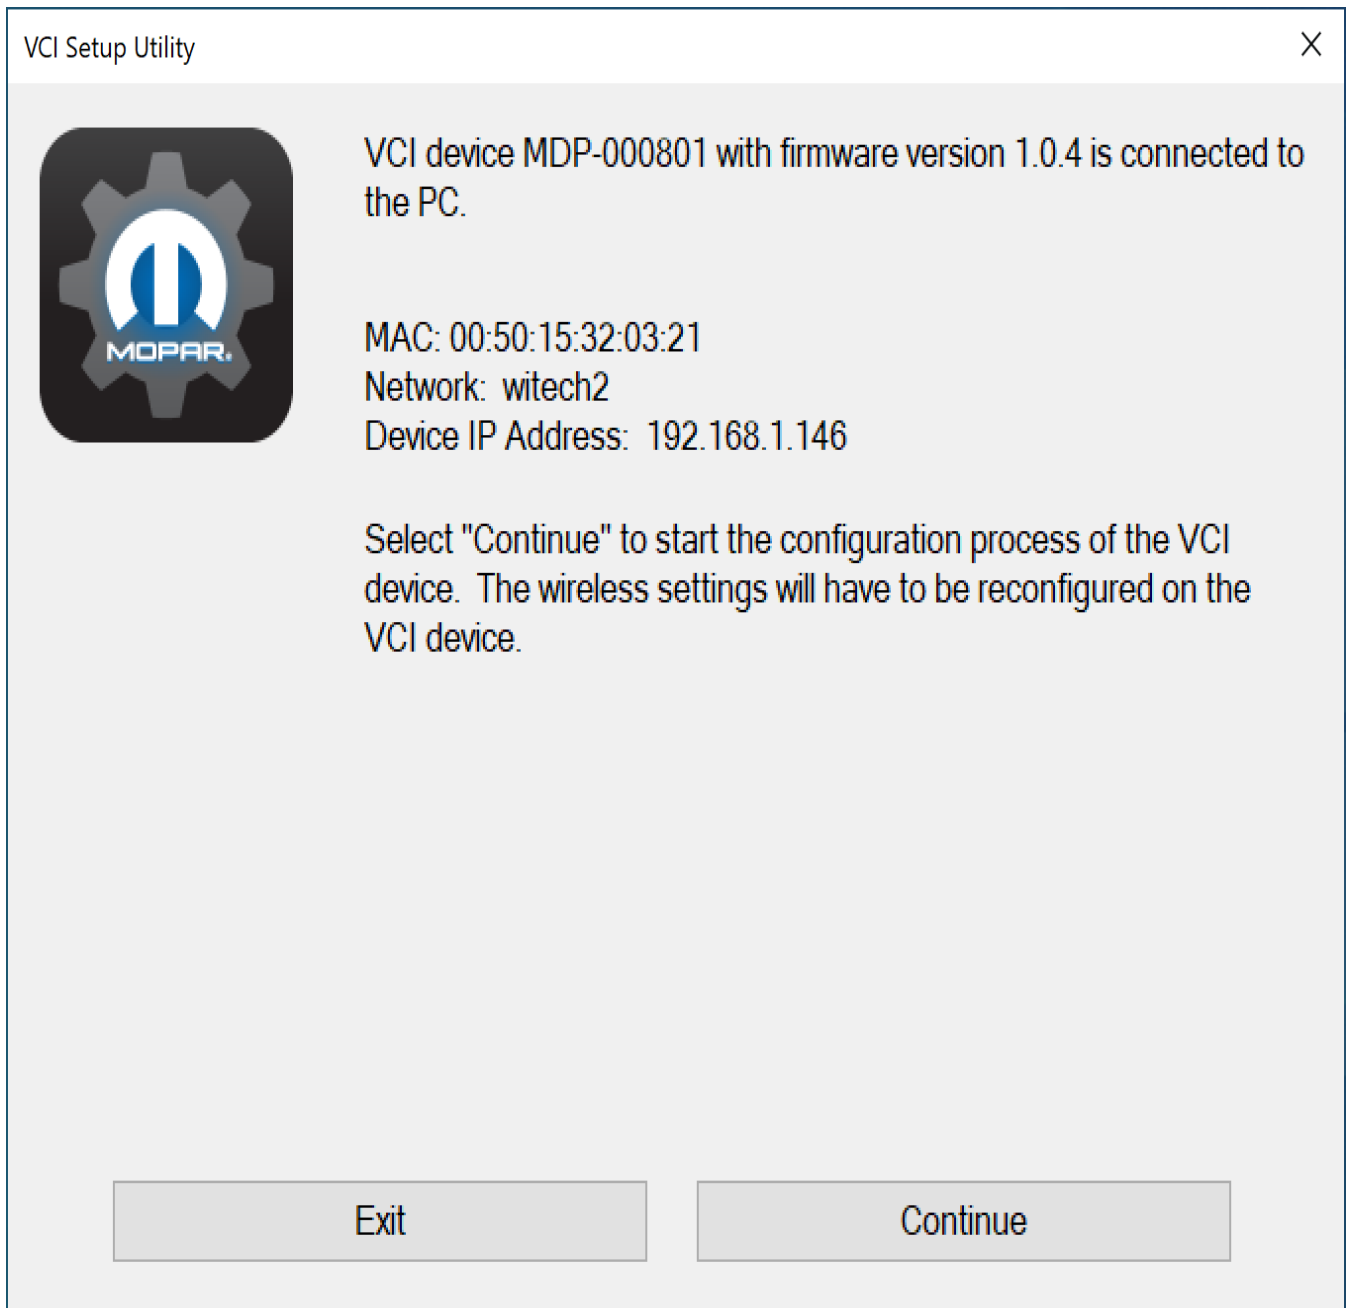 VCI Setup Utility
X
VCI device MDP-000801 with firmware version 1.0.4 is connected to
the PC.
MOPAR.
MAC: 00:50:15:32:03:21
Network:  witech2
Device IP Address:  192.168.1.146
Select "Continue" to start the configuration process of the VCI
device.  The wireless settings will have to be reconfigured on the
VCI device.
Exit
Continue